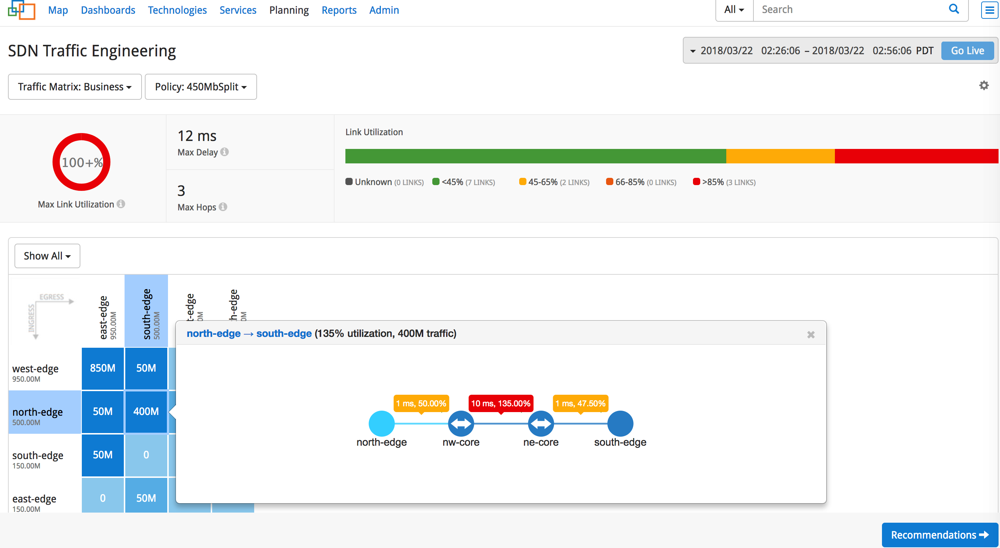 Map Dashboards Technologies Services Planning Reports Admin All Search
SDN Traffic Engineering
2018/03/22 02:26:06 – 2018/03/22 02:56:06 PDT Go Live
Traffic Matrix: Business Policy: 450MbSplit
100+%
Max Link Utilization
12 ms
Max Delay
3
Max Hops
Link Utilization
Unknown (0 LINKS) <45% (7 LINKS) 45-65% (2 LINKS) 66-85% (0 LINKS) >85% (3 LINKS)
Show All
EGRESS
INGRESS
east-edge
950.00M
south-edge
500.00M
t-edge
0M
h-edge
0M
north-edge → south-edge (135% utilization, 400M traffic)
west-edge
950.00M
850M 50M
north-edge
500.00M
50M 400M
south-edge
150.00M
50M 0
east-edge
150.00M
0 50M
1 ms, 50.00% 10 ms, 135.00% 1 ms, 47.50%
north-edge nw-core ne-core south-edge
Recommendations